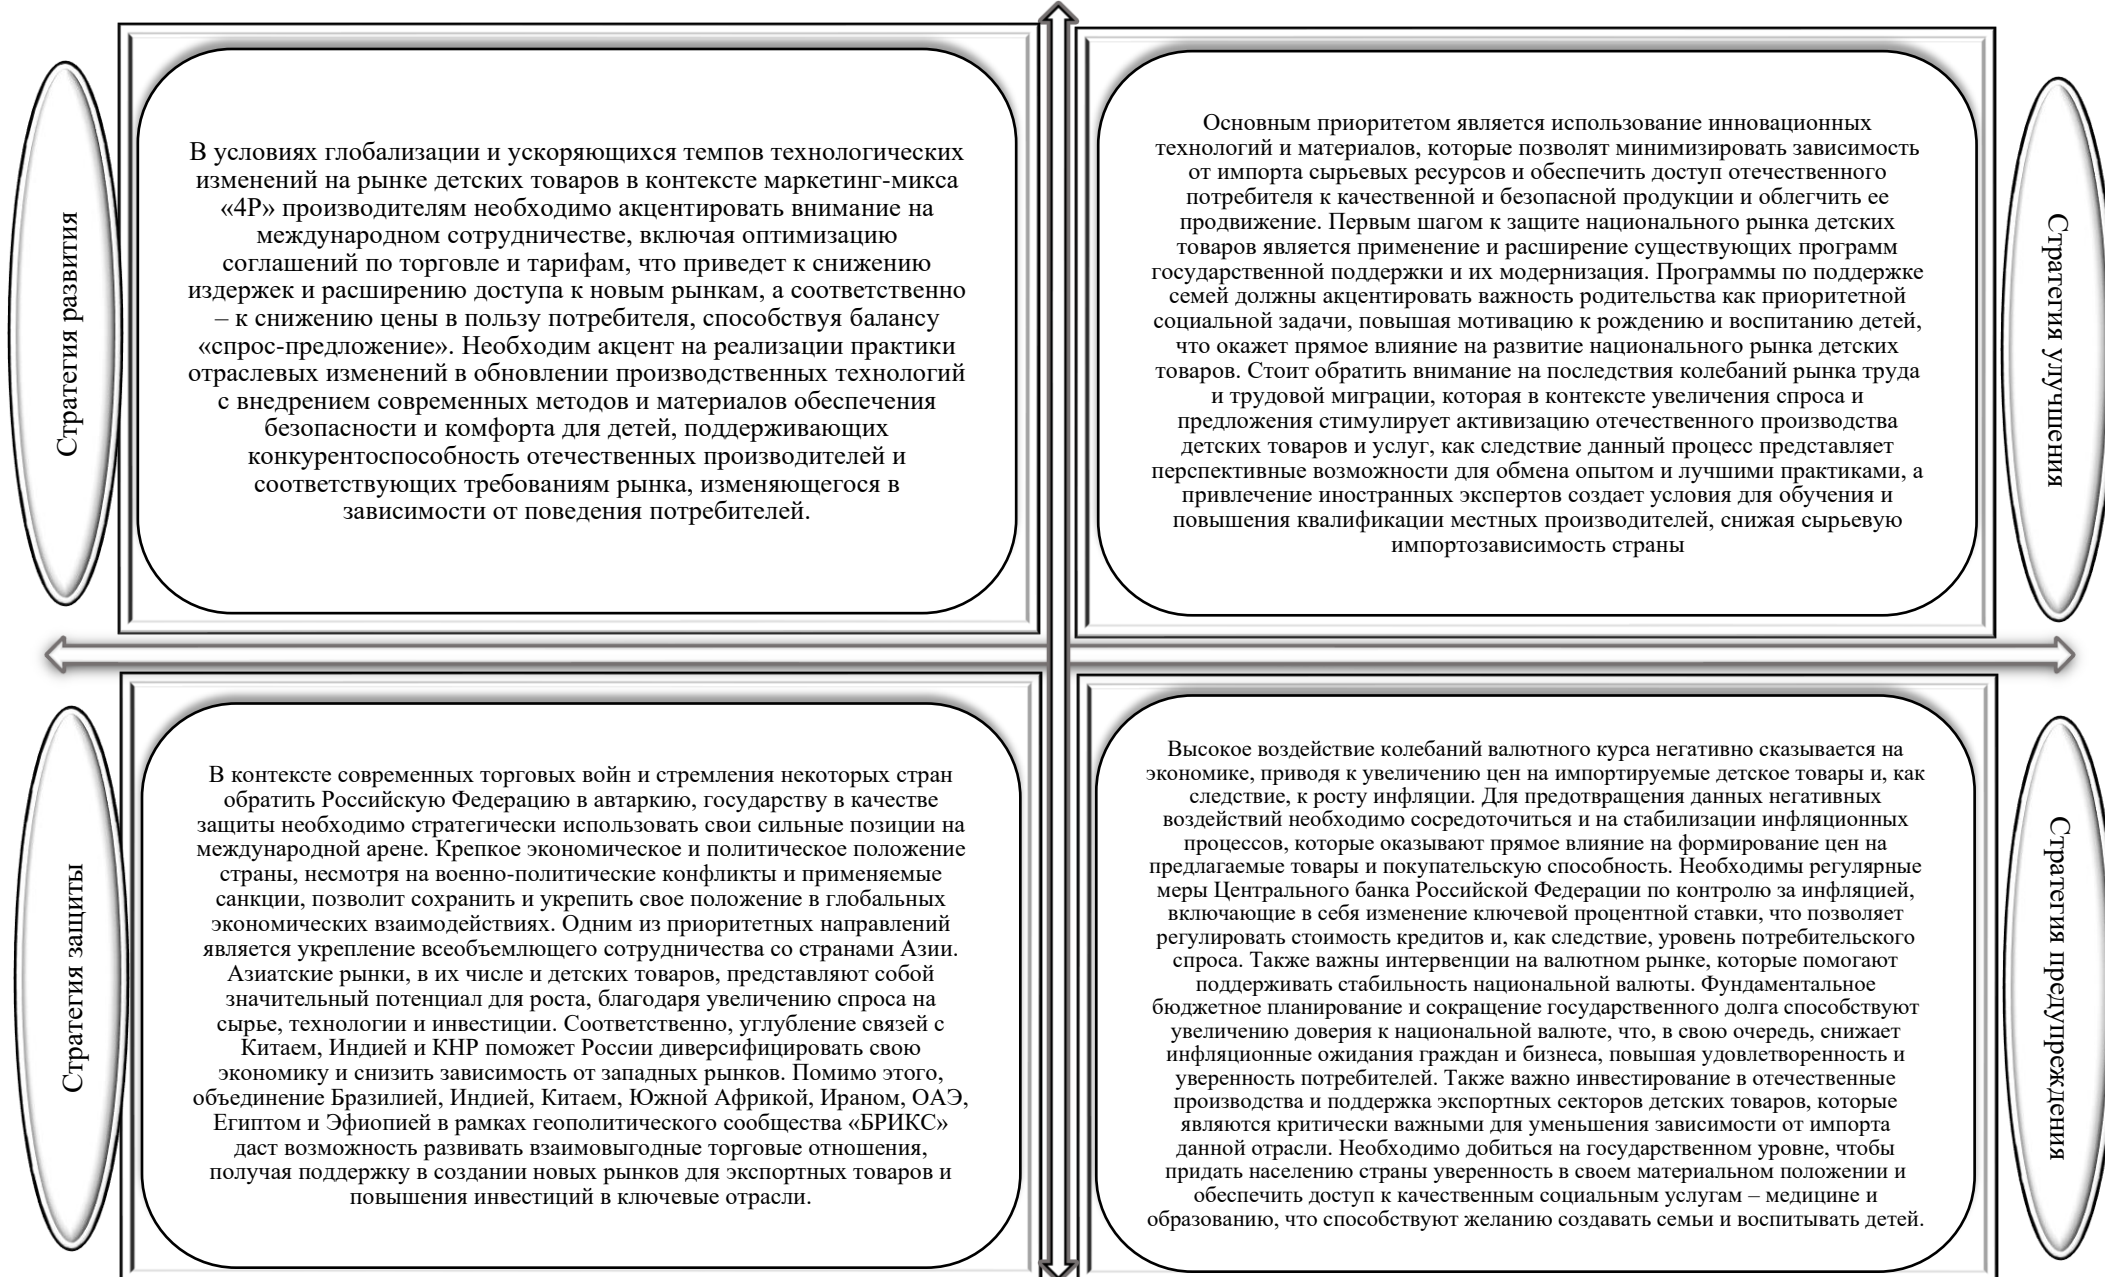 Стратегия развития
В условиях глобализации и ускоряющихся темпов технологических
изменений на рынке детских товаров в контексте маркетинг-микса
«4Р» производителям необходимо акцентировать внимание на
международном сотрудничестве, включая оптимизацию
соглашений по торговле и тарифам, что приведет к снижению
издержек и расширению доступа к новым рынкам, а соответственно
– к снижению цены в пользу потребителя, способствуя балансу
«спрос-предложение». Необходим акцент на реализации практики
отраслевых изменений в обновлении производственных технологий
с внедрением современных методов и материалов обеспечения
безопасности и комфорта для детей, поддерживающих
конкурентоспособность отечественных производителей и
соответствующих требованиям рынка, изменяющегося в
зависимости от поведения потребителей.
Основным приоритетом является использование инновационных
технологий и материалов, которые позволят минимизировать зависимость
от импорта сырьевых ресурсов и обеспечить доступ отечественного
потребителя к качественной и безопасной продукции и облегчить ее
продвижение. Первым шагом к защите национального рынка детских
товаров является применение и расширение существующих программ
государственной поддержки и их модернизация. Программы по поддержке
семей должны акцентировать важность родительства как приоритетной
социальной задачи, повышая мотивацию к рождению и воспитанию детей,
что окажет прямое влияние на развитие национального рынка детских
товаров. Стоит обратить внимание на последствия колебаний рынка труда
и трудовой миграции, которая в контексте увеличения спроса и
предложения стимулирует активизацию отечественного производства
детских товаров и услуг, как следствие данный процесс представляет
перспективные возможности для обмена опытом и лучшими практиками, а
привлечение иностранных экспертов создает условия для обучения и
повышения квалификации местных производителей, снижая сырьевую
импортозависимость страны
Стратегия улучшения
Стратегия защиты
В контексте современных торговых войн и стремления некоторых стран
обратить Российскую Федерацию в автаркию, государству в качестве
защиты необходимо стратегически использовать свои сильные позиции на
международной арене. Крепкое экономическое и политическое положение
страны, несмотря на военно-политические конфликты и применяемые
санкции, позволит сохранить и укрепить свое положение в глобальных
экономических взаимодействиях. Одним из приоритетных направлений
является укрепление всеобъемлющего сотрудничества со странами Азии.
Азиатские рынки, в их числе и детских товаров, представляют собой
значительный потенциал для роста, благодаря увеличению спроса на
сырье, технологии и инвестиции. Соответственно, углубление связей с
Китаем, Индией и КНР поможет России диверсифицировать свою
экономику и снизить зависимость от западных рынков. Помимо этого,
объединение Бразилией, Индией, Китаем, Южной Африкой, Ираном, ОАЭ,
Египтом и Эфиопией в рамках геополитического сообщества «БРИКС»
даст возможность развивать взаимовыгодные торговые отношения,
получая поддержку в создании новых рынков для экспортных товаров и
повышения инвестиций в ключевые отрасли.
Высокое воздействие колебаний валютного курса негативно сказывается на
экономике, приводя к увеличению цен на импортируемые детское товары и, как
следствие, к росту инфляции. Для предотвращения данных негативных
воздействий необходимо сосредоточиться и на стабилизации инфляционных
процессов, которые оказывают прямое влияние на формирование цен на
предлагаемые товары и покупательскую способность. Необходимы регулярные
меры Центрального банка Российской Федерации по контролю за инфляцией,
включающие в себя изменение ключевой процентной ставки, что позволяет
регулировать стоимость кредитов и, как следствие, уровень потребительского
спроса. Также важны интервенции на валютном рынке, которые помогают
поддерживать стабильность национальной валюты. Фундаментальное
бюджетное планирование и сокращение государственного долга способствуют
увеличению доверия к национальной валюте, что, в свою очередь, снижает
инфляционные ожидания граждан и бизнеса, повышая удовлетворенность и
уверенность потребителей. Также важно инвестирование в отечественные
производства и поддержка экспортных секторов детских товаров, которые
являются критически важными для уменьшения зависимости от импорта
данной отрасли. Необходимо добиться на государственном уровне, чтобы
придать населению страны уверенность в своем материальном положении и
обеспечить доступ к качественным социальным услугам – медицине и
образованию, что способствуют желанию создавать семьи и воспитывать детей.
Стратегия предупреждения